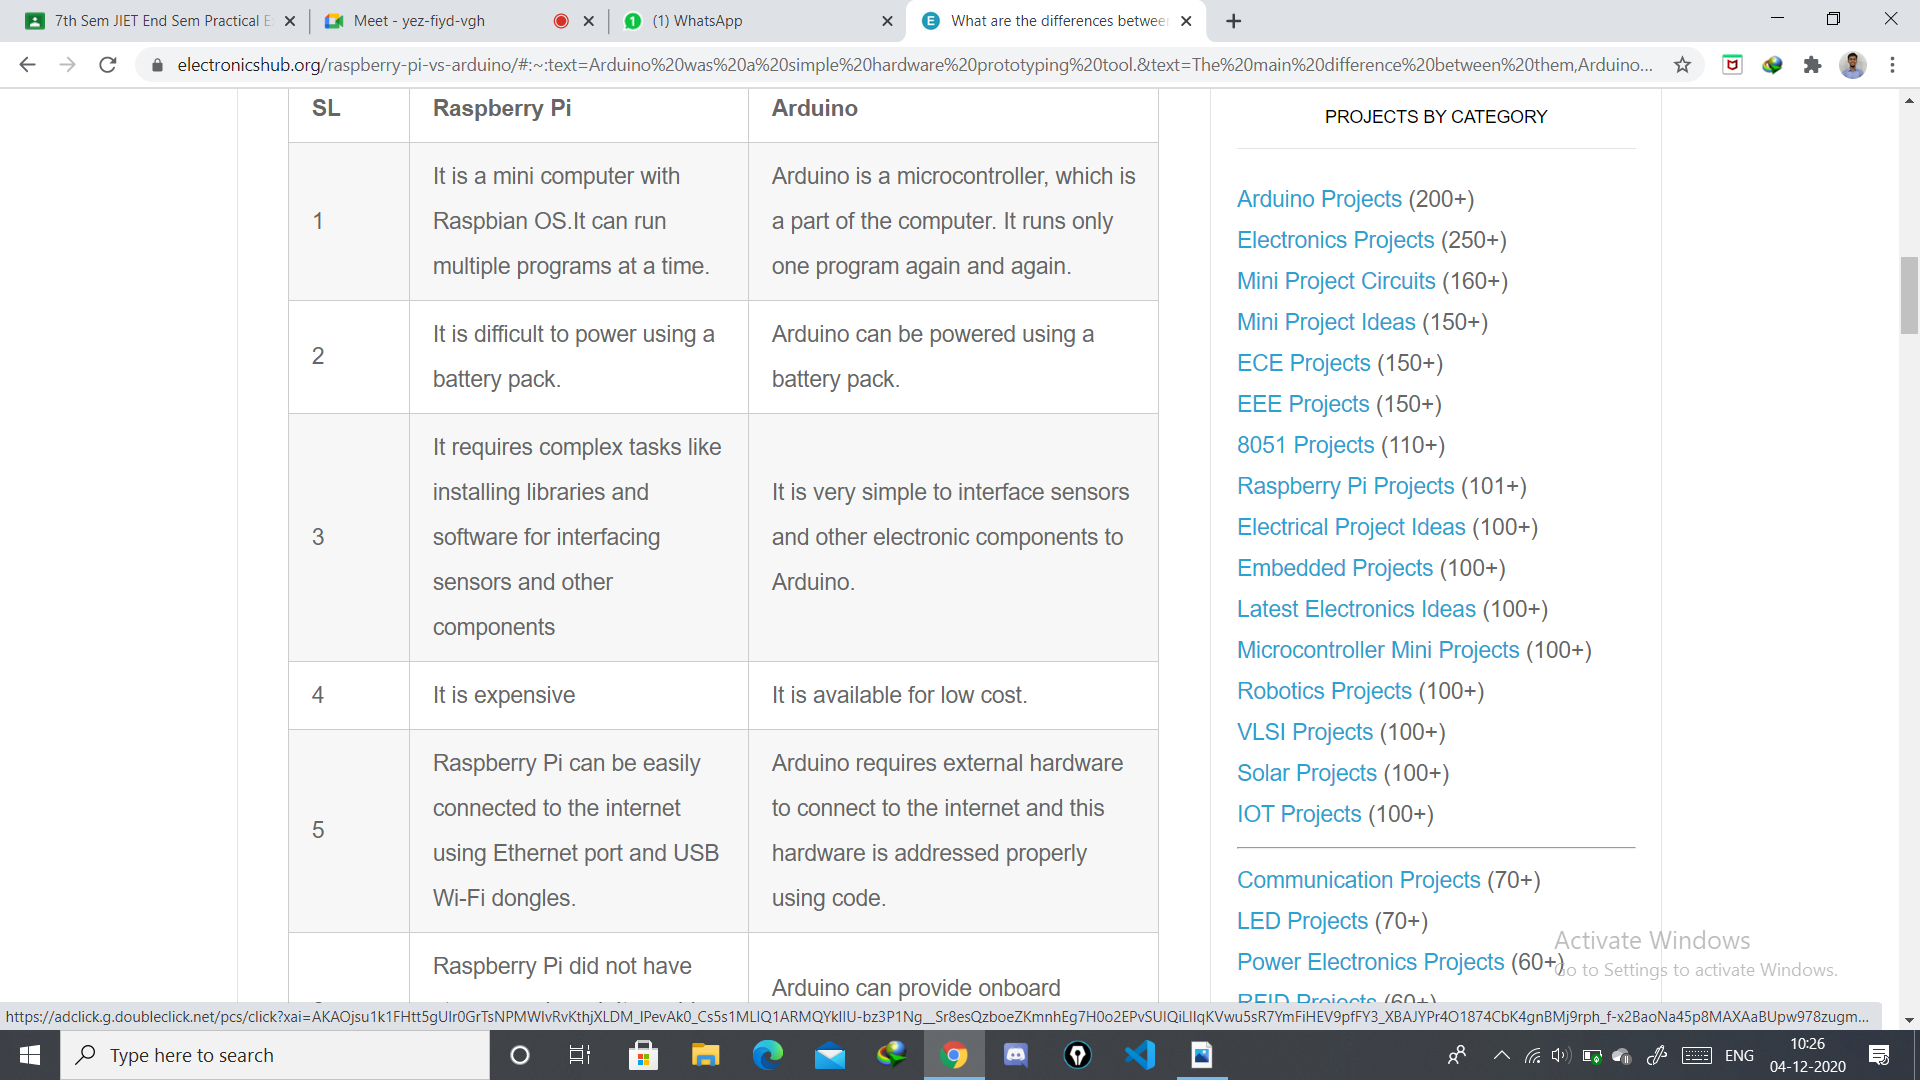 7th Sem JIET End Sem Practical E
Meet - yez-fiyd-vgh
(1) WhatsApp
What are the differences betwee
electronicshub.org/raspberry-pi-vs-arduino/#:~:text=Arduino%20was%20a%20simple%20hardware%20prototyping%20tool.&text=The%20main%20difference%20between%20them,Arduino...
SL Raspberry Pi Arduino
1
It is a mini computer with
Raspbian OS.It can run
multiple programs at a time.
Arduino is a microcontroller, which is
a part of the computer. It runs only
one program again and again.
2
It is difficult to power using a
battery pack.
Arduino can be powered using a
battery pack.
3
It requires complex tasks like
installing libraries and
software for interfacing
sensors and other
components
It is very simple to interface sensors
and other electronic components to
Arduino.
4
It is expensive
It is available for low cost.
5
Raspberry Pi can be easily
connected to the internet
using Ethernet port and USB
Wi-Fi dongles.
Arduino requires external hardware
to connect to the internet and this
hardware is addressed properly
using code.
Raspberry Pi did not have
Arduino can provide onboard
PROJECTS BY CATEGORY
Arduino Projects (200+)
Electronics Projects (250+)
Mini Project Circuits (160+)
Mini Project Ideas (150+)
ECE Projects (150+)
EEE Projects (150+)
8051 Projects (110+)
Raspberry Pi Projects (101+)
Electrical Project Ideas (100+)
Embedded Projects (100+)
Latest Electronics Ideas (100+)
Microcontroller Mini Projects (100+)
Robotics Projects (100+)
VLSI Projects (100+)
Solar Projects (100+)
IOT Projects (100+)
Communication Projects (70+)
LED Projects (70+)
Power Electronics Projects (60+)
RFID Projects (60+)
Activate Windows
Go to Settings to activate Windows.
Type here to search
ENG
10:26
04-12-2020